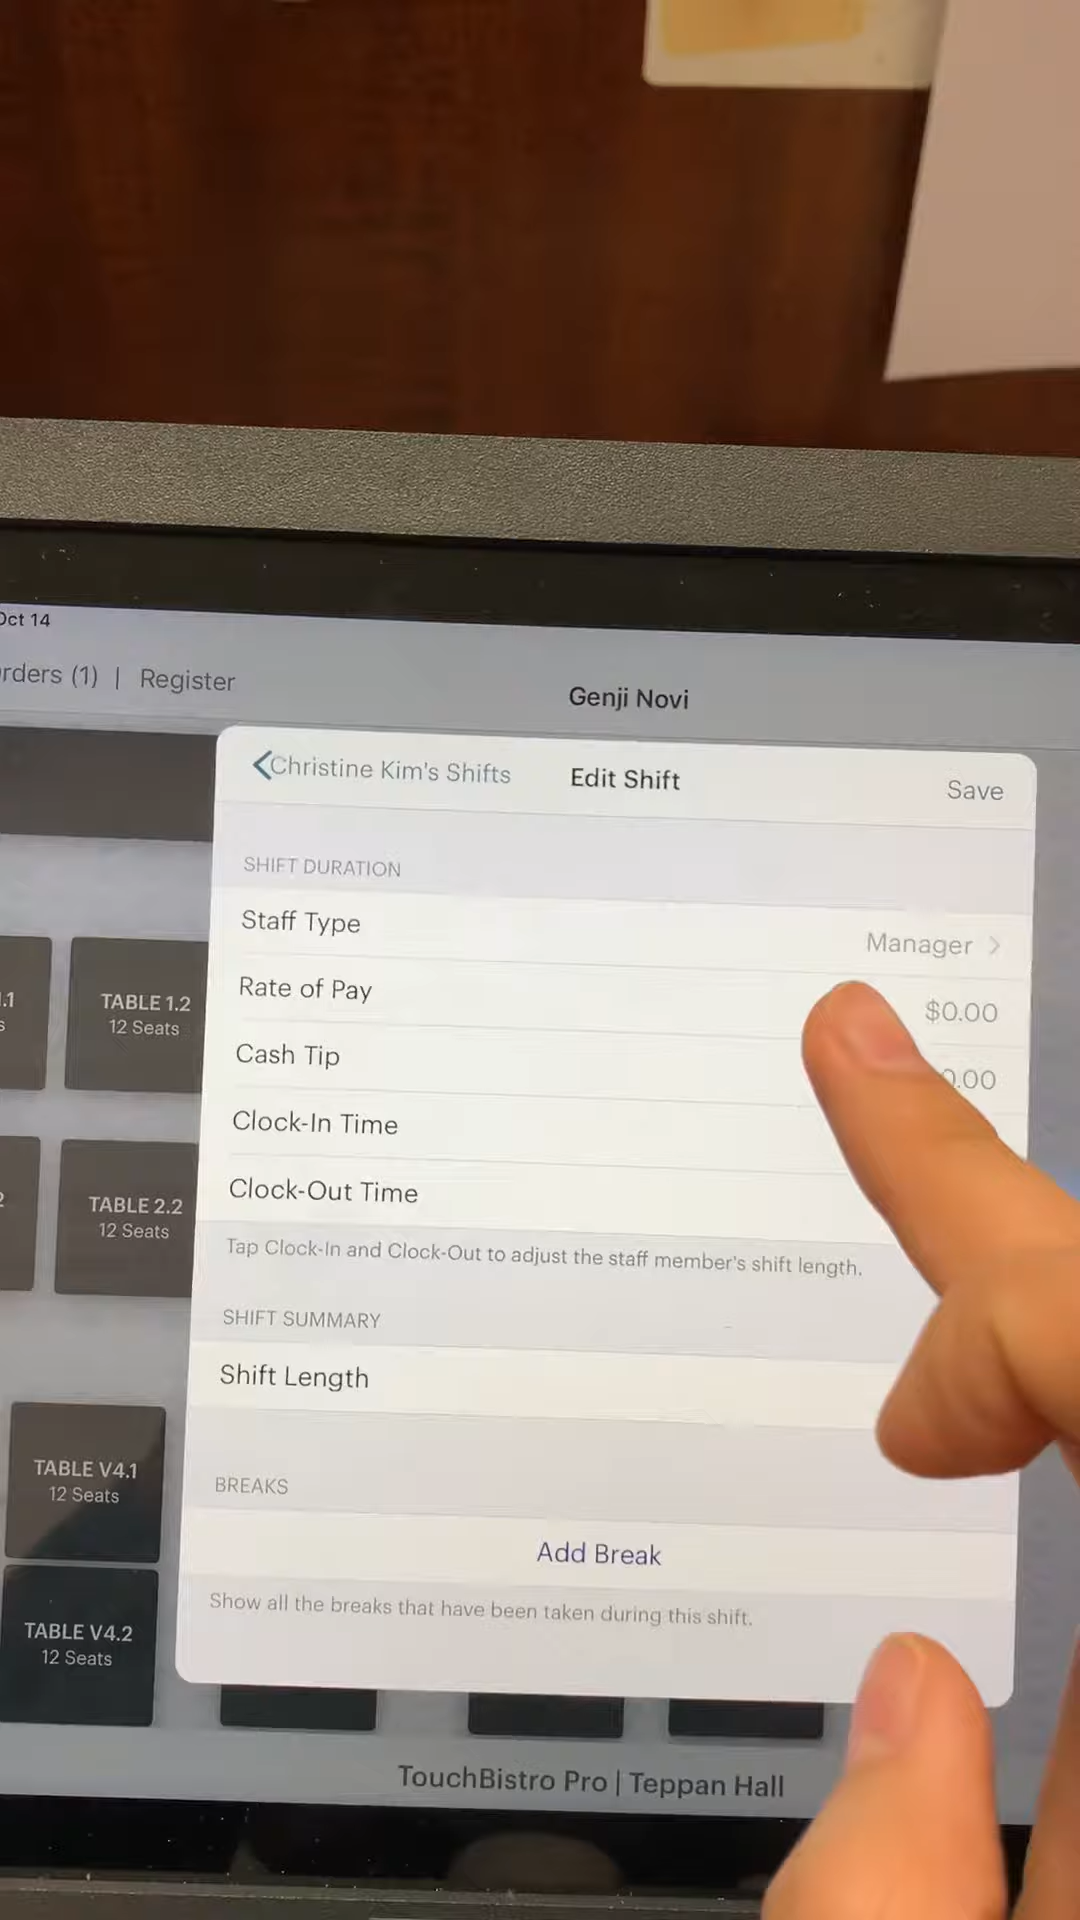 Oct 14
rders (1) | Register
Genji Novi
Christine Kim's Shifts
Edit Shift
Save
SHIFT DURATION
Staff Type
Manager
Rate of Pay
$0.00
Cash Tip
0.00
Clock-In Time
Clock-Out Time
Tap Clock-In and Clock-Out to adjust the staff member's shift length.
SHIFT SUMMARY
Shift Length
BREAKS
Add Break
Show all the breaks that have been taken during this shift.
.1
TABLE 1.2
12 Seats
s
2
TABLE 2.2
12 Seats
TABLE V4.1
12 Seats
TABLE V4.2
12 Seats
TouchBistro Pro | Teppan Hall